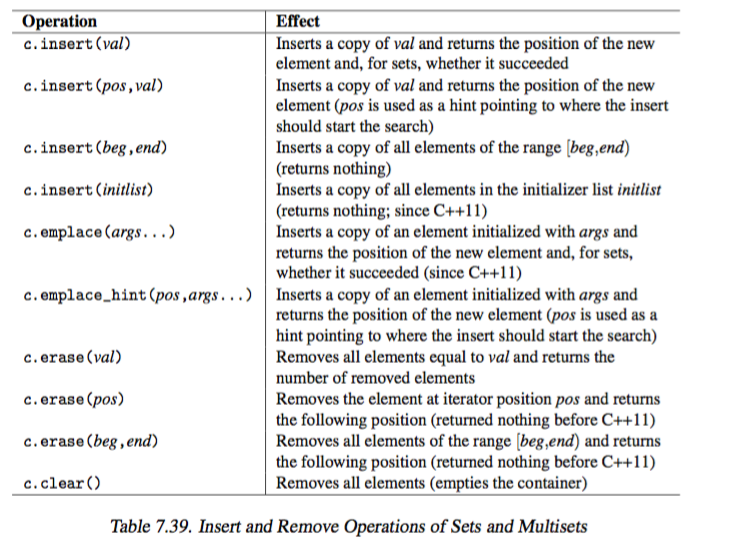 Operation Effect
c.insert(val) Inserts a copy of val and returns the position of the new
element and, for sets, whether it succeeded
c.insert(pos,val) Inserts a copy of val and returns the position of the new
element (pos is used as a hint pointing to where the insert
should start the search)
c.insert(beg,end) Inserts a copy of all elements of the range [beg,end)
(returns nothing)
c.insert(initlist) Inserts a copy of all elements in the initializer list initlist
(returns nothing; since C++11)
c.emplace(args...) Inserts a copy of an element initialized with args and
returns the position of the new element and, for sets,
whether it succeeded (since C++11)
c.emplace_hint(pos,args...) Inserts a copy of an element initialized with args and
returns the position of the new element (pos is used as a
hint pointing to where the insert should start the search)
c.erase(val) Removes all elements equal to val and returns the
number of removed elements
c.erase(pos) Removes the element at iterator position pos and returns
the following position (returned nothing before C++11)
c.erase(beg,end) Removes all elements of the range [beg,end) and returns
the following position (returned nothing before C++11)
c.clear() Removes all elements (empties the container)
Table 7.39. Insert and Remove Operations of Sets and Multisets